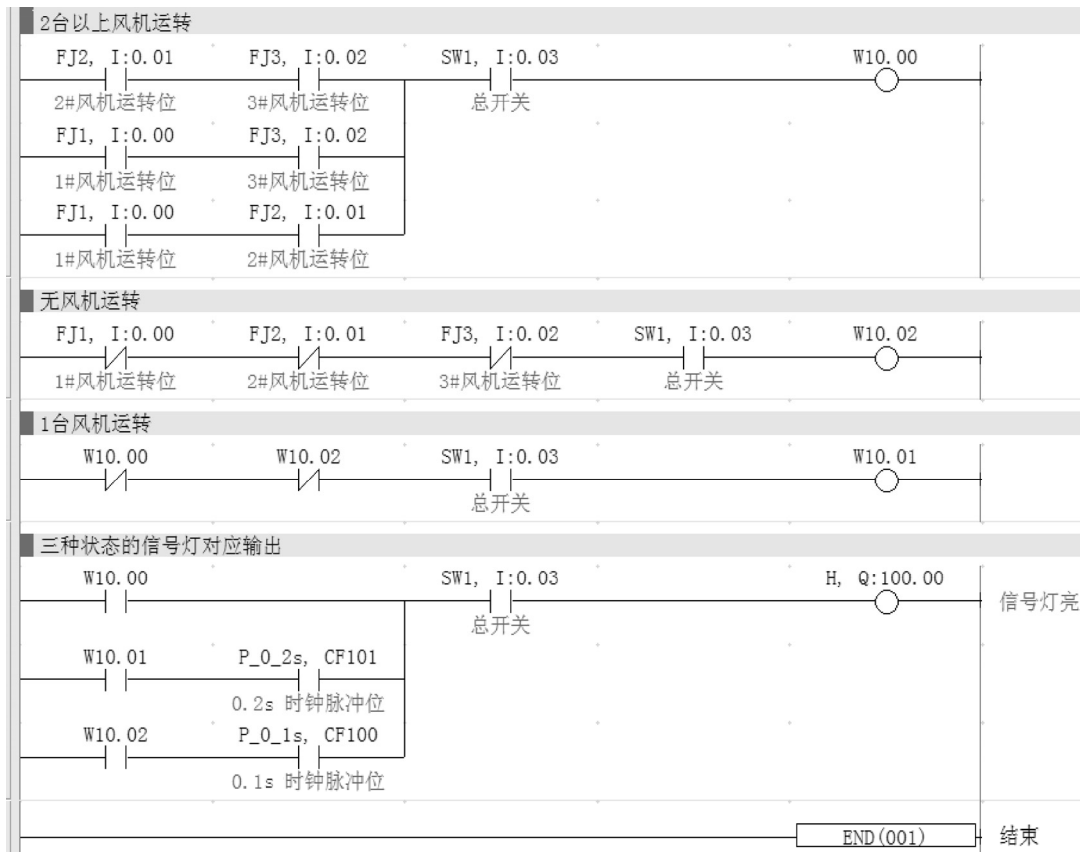 2台以上风机运转
FJ2, I:0.01 FJ3, I:0.02 SW1, I:0.03 W10.00
2#风机运转位 3#风机运转位 总开关
FJ1, I:0.00 FJ3, I:0.02
1#风机运转位 3#风机运转位
FJ1, I:0.00 FJ2, I:0.01
1#风机运转位 2#风机运转位
无风机运转
FJ1, I:0.00 FJ2, I:0.01 FJ3, I:0.02 SW1, I:0.03 W10.02
1#风机运转位 2#风机运转位 3#风机运转位 总开关
1台风机运转
W10.00 W10.02 SW1, I:0.03 W10.01
总开关
三种状态的信号灯对应输出
W10.00 SW1, I:0.03 H, Q:100.00
信号灯亮
总开关
W10.01 P_0_2s, CF101
0.2s 时钟脉冲位
W10.02 P_0_1s, CF100
0.1s 时钟脉冲位
END(001) 结束